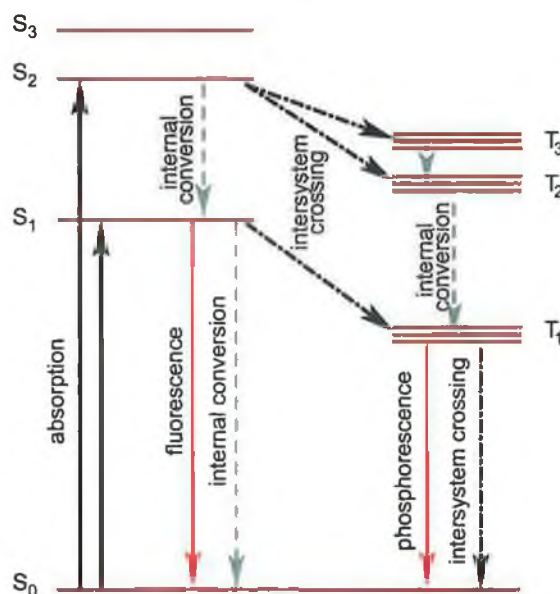 S3
S2
T3
T2
internal
conversion
intersystem
crossing
S1
internal
conversion
T1
absorption
fluorescence
internal conversion
phosphorescence
intersystem crossing
S0